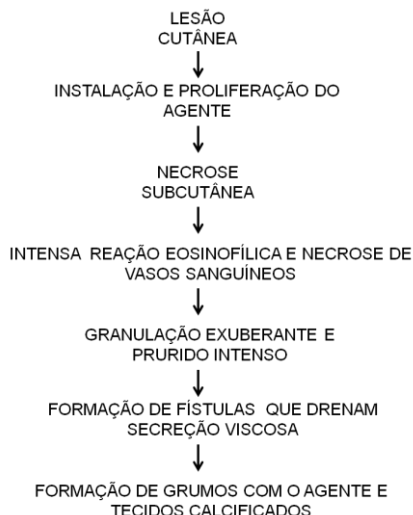 LESÃO
CUTÂNEA
INSTALAÇÃO E PROLIFERAÇÃO DO
AGENTE
NECROSE
SUBCUTÂNEA
INTENSA REAÇÃO EOSINOFÍLICA E NECROSE DE
VASOS SANGUÍNEOS
GRANULAÇÃO EXUBERANTE E
PRURIDO INTENSO
FORMAÇÃO DE FÍSTULAS QUE DRENAM
SECREÇÃO VISCOSA
FORMAÇÃO DE GRUMOS COM O AGENTE E
TECIDOS CALCIFICADOS